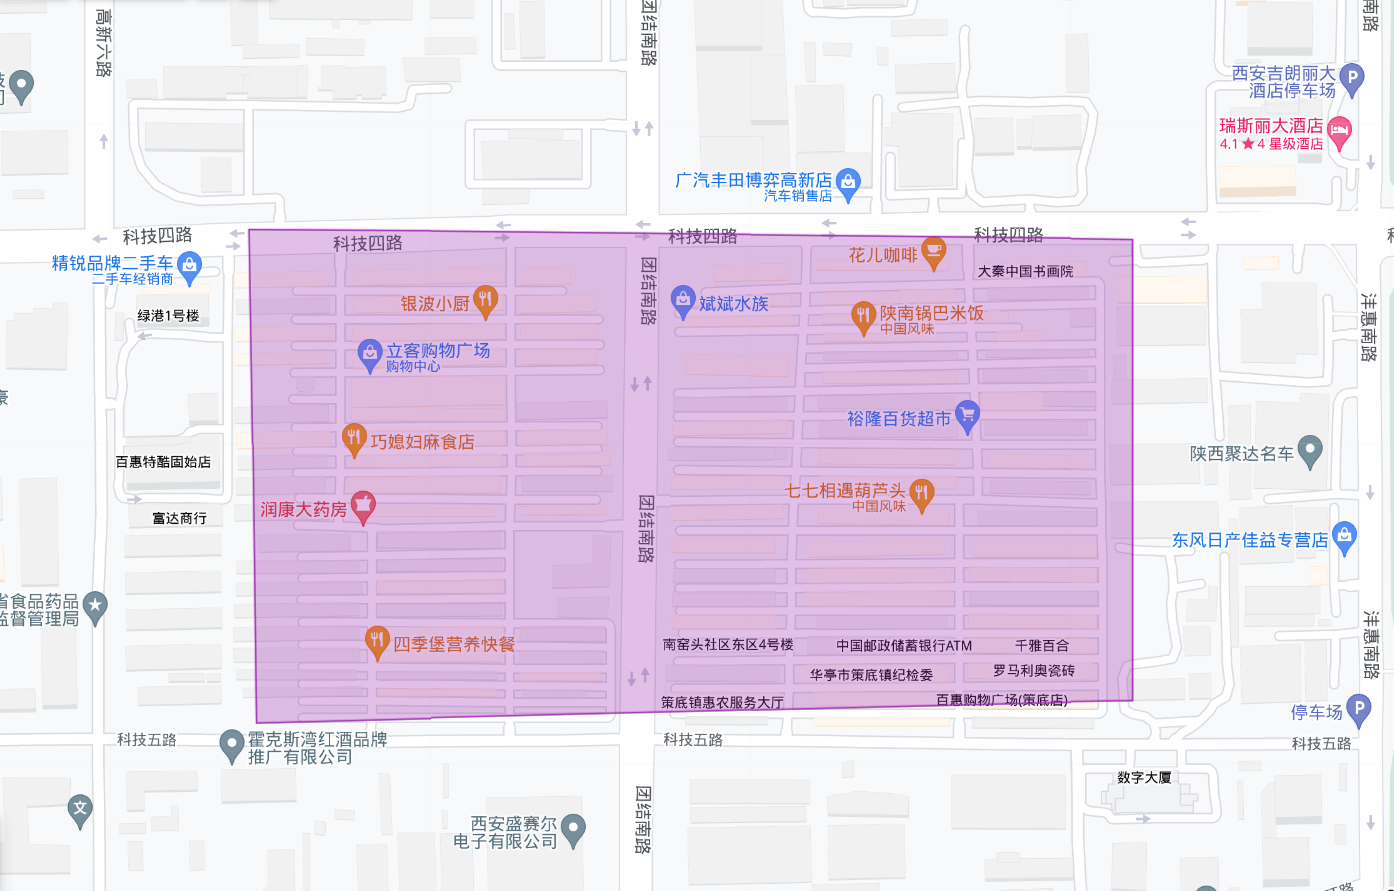 高新六路
团结南路
南路
西安吉朗丽大
酒店停车场
瑞斯丽大酒店
4.1★4 星级酒店
广汽丰田博弈高新店
汽车销售店
科技四路
科技四路
科技四路
科技四路
精锐品牌二手车
二手车经销商
花儿咖啡
大秦中国书画院
团结南路
银波小厨
斌斌水族
陕南锅巴米饭
中国风味
绿港1号楼
沣惠南路
立客购物广场
购物中心
裕隆百货超市
巧媳妇麻食店
陕西聚达名车
百惠特酷固始店
七七相遇葫芦头
中国风味
润康大药房
富达商行
团结南路
东风日产佳益专营店
省食品药品
监督管理局
四季堡营养快餐
南窑头社区东区4号楼
中国邮政储蓄银行ATM
千雅百合
沣惠南路
华亭市策底镇纪检委
罗马利奥瓷砖
策底镇惠农服务大厅
百惠购物广场(策底店)
停车场
科技五路
霍克斯湾红酒品牌
推广有限公司
科技五路
科技五路
数字大厦
团结南路
西安盛赛尔
电子有限公司